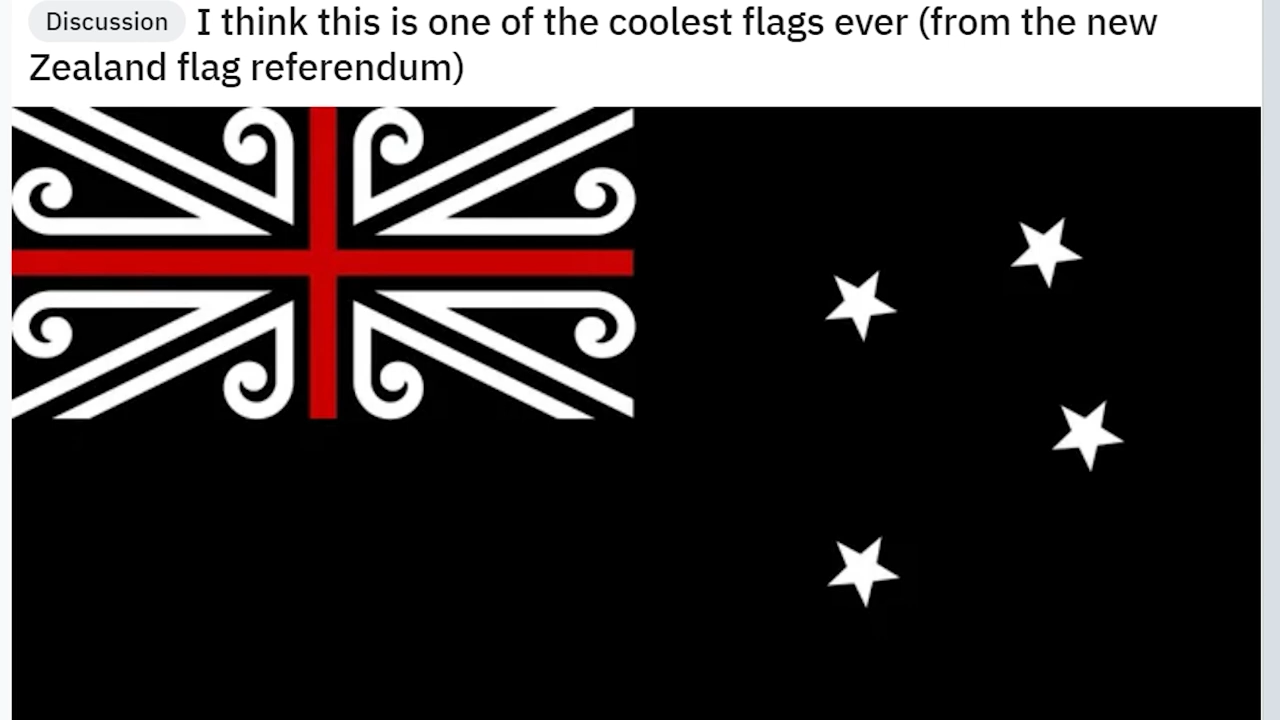 Discussion I think this is one of the coolest flags ever (from the new
Zealand flag referendum)